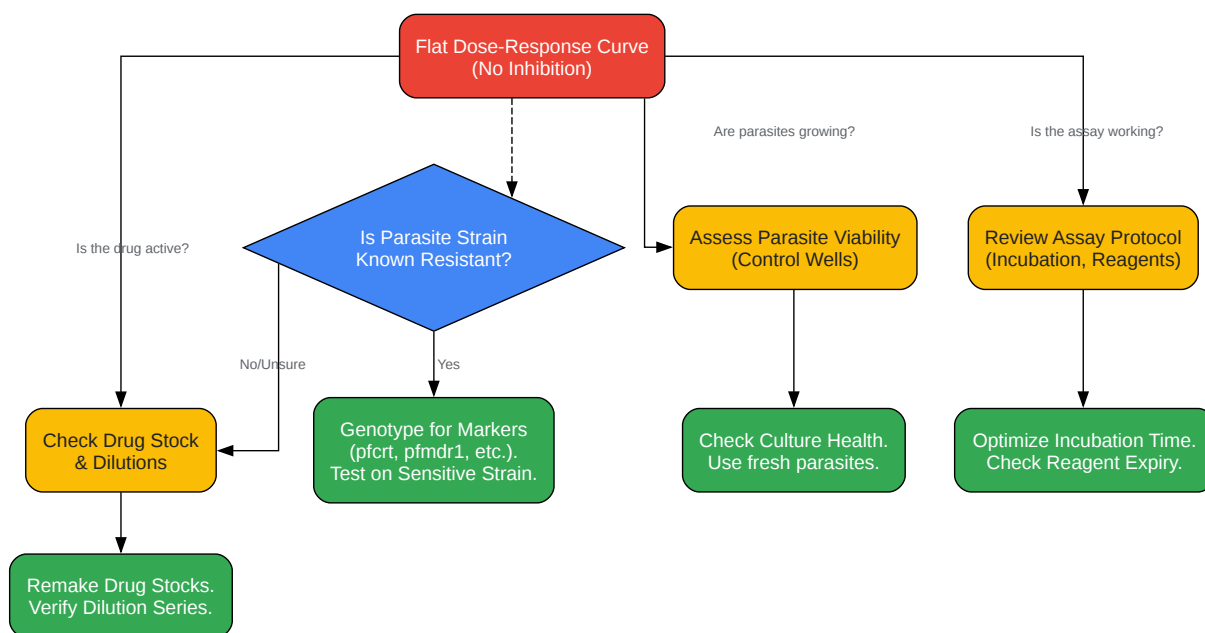 Flat Dose-Response Curve
(No Inhibition)
Are parasites growing?
Is the assay working?
Is the drug active?
Is Parasite Strain
Known Resistant?
Assess Parasite Viability
(Control Wells)
Review Assay Protocol
(Incubation, Reagents)
No/Unsure
Yes
Check Drug Stock
& Dilutions
Genotype for Markers
(pfcrt, pfmdr1, etc.).
Test on Sensitive Strain.
Check Culture Health.
Use fresh parasites.
Optimize Incubation Time.
Check Reagent Expiry.
Remake Drug Stocks.
Verify Dilution Series.